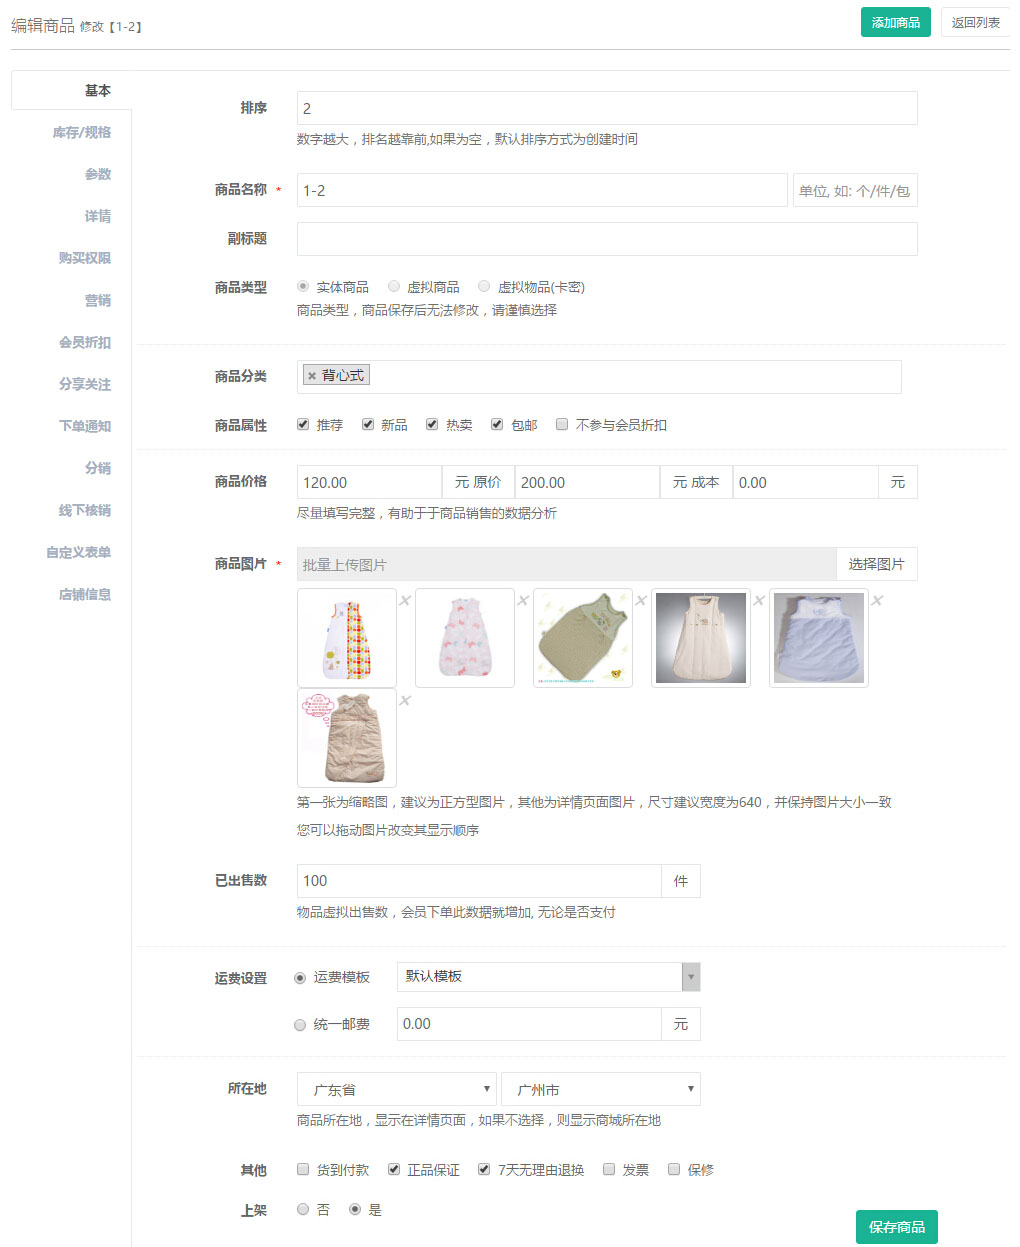 编辑商品 修改【1-2】
添加商品 返回列表
基本
库存/规格
参数
详情
购买权限
营销
会员折扣
分享关注
下单通知
分销
线下核销
自定义表单
店铺信息
排序 2
数字越大，排名越靠前,如果为空，默认排序方式为创建时间
商品名称 * 1-2 单位, 如: 个/件/包
副标题
商品类型 实体商品 虚拟商品 虚拟物品(卡密)
商品类型，商品保存后无法修改，请谨慎选择
商品分类 × 背心式
商品属性 推荐 新品 热卖 包邮 不参与会员折扣
商品价格 120.00 元 原价 200.00 元 成本 0.00 元
尽量填写完整，有助于于商品销售的数据分析
商品图片 * 批量上传图片 选择图片
第一张为缩略图，建议为正方型图片，其他为详情页面图片，尺寸建议宽度为640，并保持图片大小一致
您可以拖动图片改变其显示顺序
已出售数 100 件
物品虚拟出售数，会员下单此数据就增加, 无论是否支付
运费设置 运费模板 默认模板
统一邮费 0.00 元
所在地 广东省 广州市
商品所在地，显示在详情页面，如果不选择，则显示商城所在地
其他 货到付款 正品保证 7天无理由退换 发票 保修
上架 否 是
保存商品